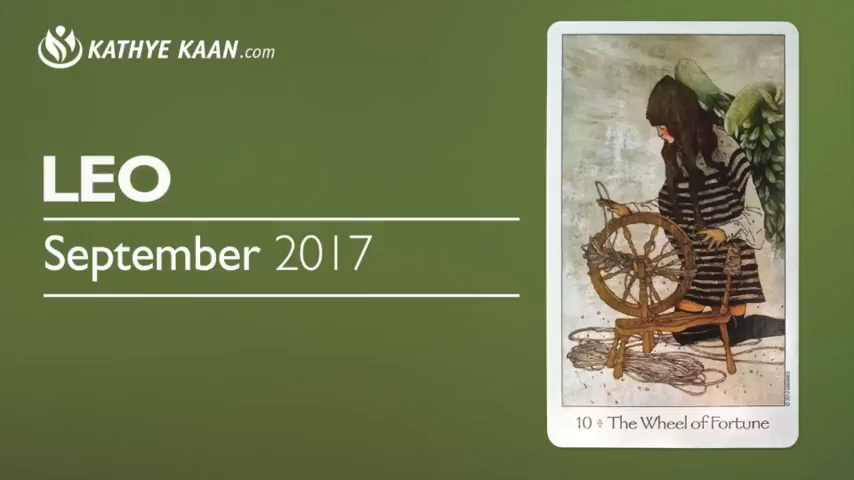 KATHYE KAAN.com
LEO
September 2017
10 ÷ The Wheel of Fortune